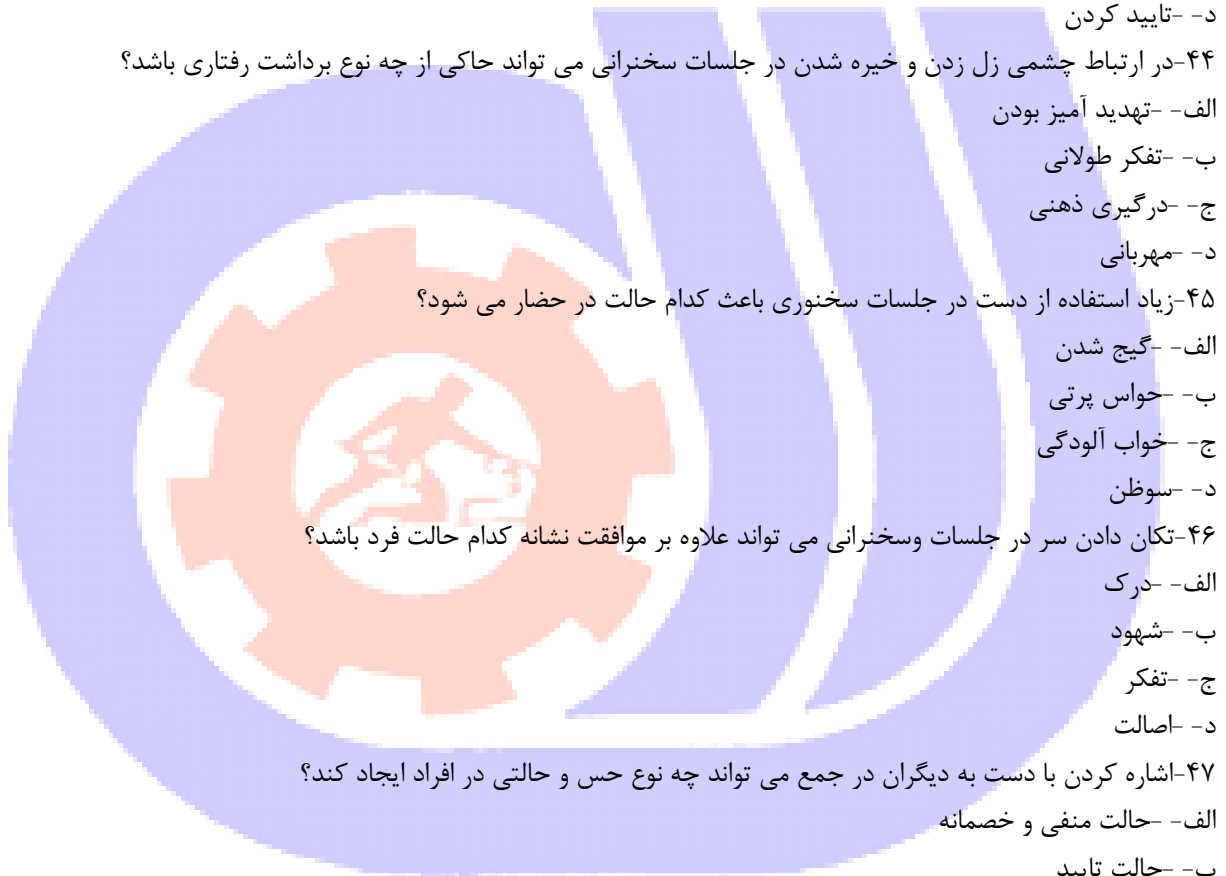 د- -تایید کردن
۴۴-در ارتباط چشمی زل زدن و خیره شدن در جلسات سخنرانی می تواند حاکی از چه نوع برداشت رفتاری باشد؟
الف- -تهدید آمیز بودن
ب- -تفکر طولانی
ج- -درگیری ذهنی
د- -مهربانی
۴۵-زیاد استفاده از دست در جلسات سخنوری باعث کدام حالت در حضار می شود؟
الف- -گیج شدن
ب- -حواس پرتی
ج- -خواب آلودگی
د- -سوظن
۴۶-تکان دادن سر در جلسات وسخنرانی می تواند علاوه بر موافقت نشانه کدام حالت فرد باشد؟
الف- -درک
ب- -شهود
ج- -تفکر
د- -اصالت
۴۷-اشاره کردن با دست به دیگران در جمع می تواند چه نوع حس و حالتی در افراد ایجاد کند؟
الف- -حالت منفی و خصمانه
ب- -حالت تایید